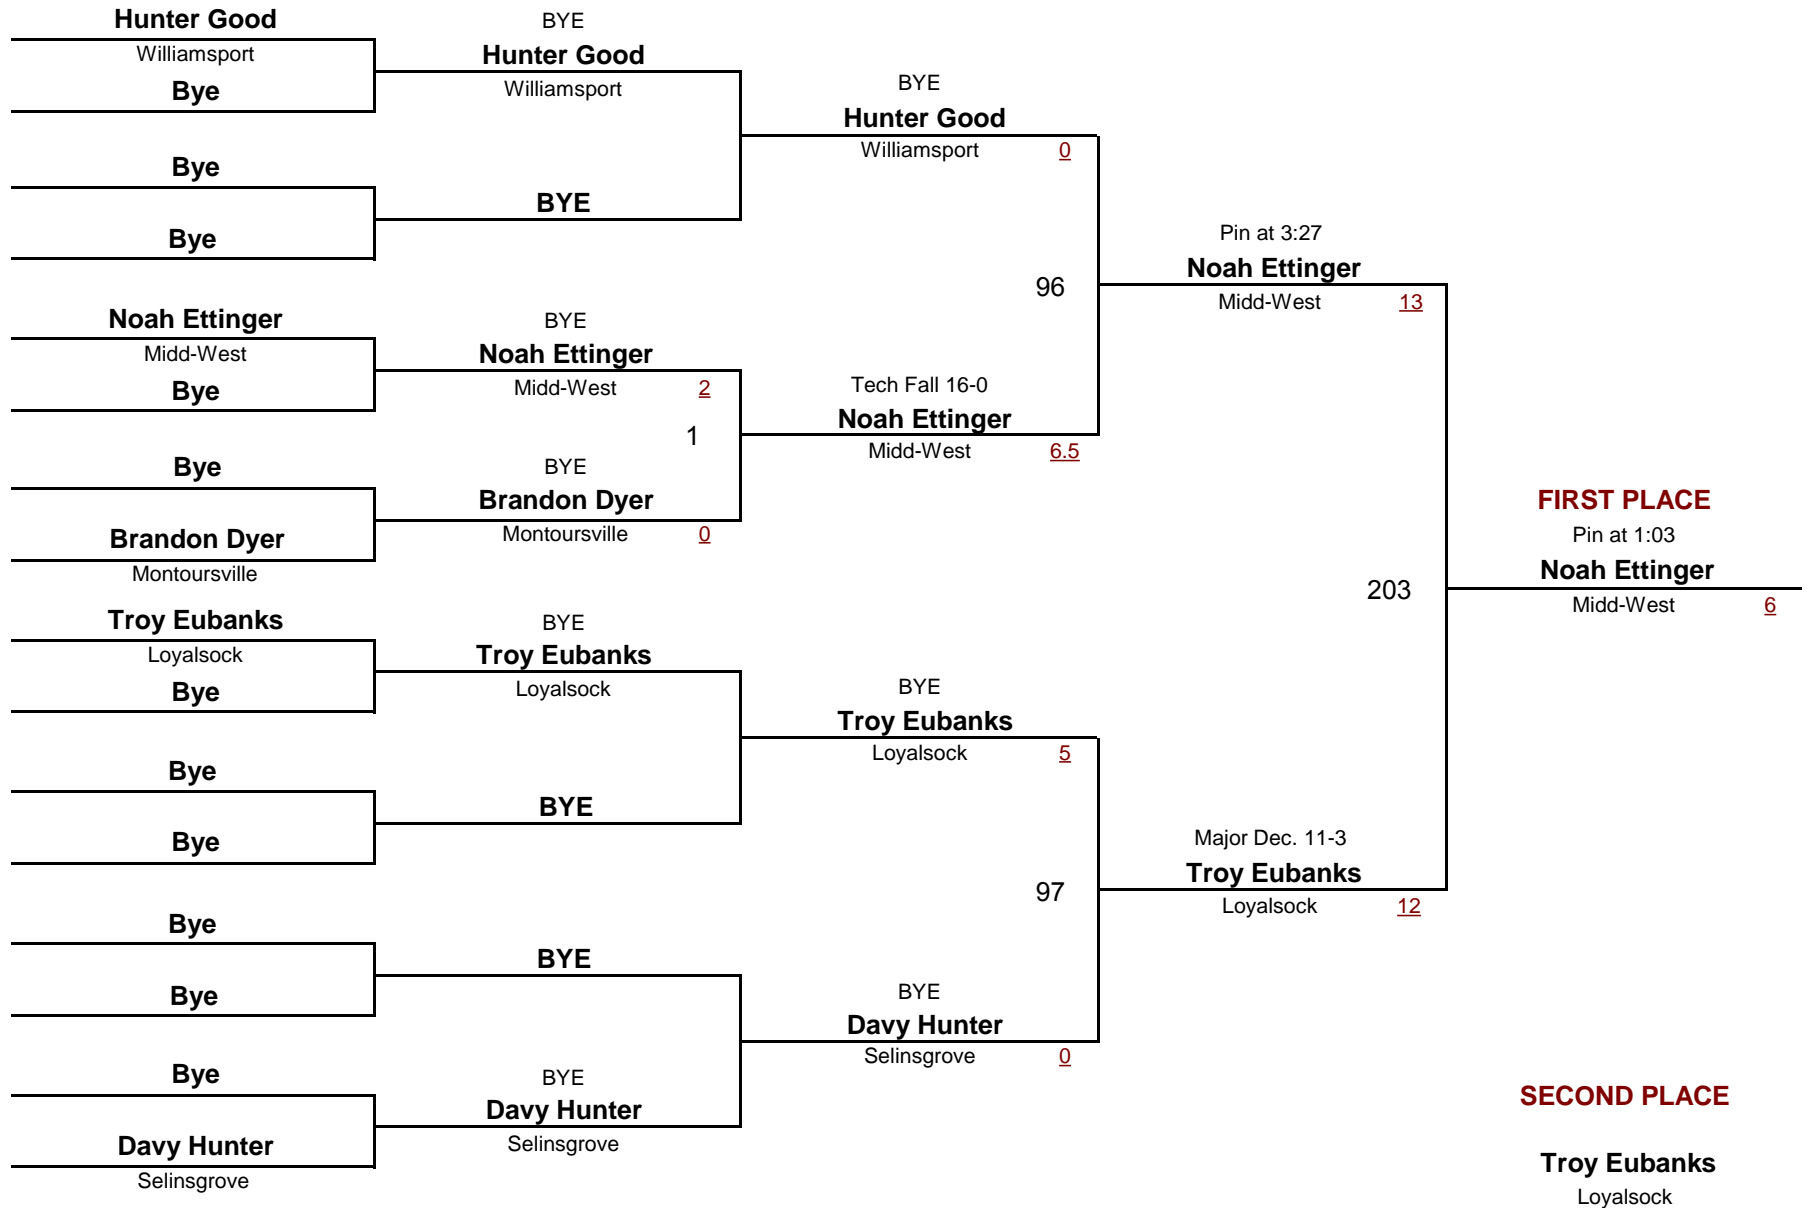 Hunter Good
Williamsport
Bye
Bye
Bye
Noah Ettinger
Midd-West
Bye
Bye
Brandon Dyer
Montoursville
Troy Eubanks
Loyalsock
Bye
Bye
Bye
Bye
Bye
Bye
Davy Hunter
Selinsgrove
BYE
Hunter Good
Williamsport
BYE
BYE
Noah Ettinger
Midd-West 2
1
BYE
Brandon Dyer
Montoursville 0
BYE
Troy Eubanks
Loyalsock
BYE
BYE
BYE
Davy Hunter
Selinsgrove
BYE
Hunter Good
Williamsport 0
96
Tech Fall 16-0
Noah Ettinger
Midd-West 6.5
BYE
Troy Eubanks
Loyalsock 5
97
BYE
Davy Hunter
Selinsgrove 0
Pin at 3:27
Noah Ettinger
Midd-West 13
203
Major Dec. 11-3
Troy Eubanks
Loyalsock 12
FIRST PLACE
Pin at 1:03
Noah Ettinger
Midd-West 6
SECOND PLACE
Troy Eubanks
Loyalsock